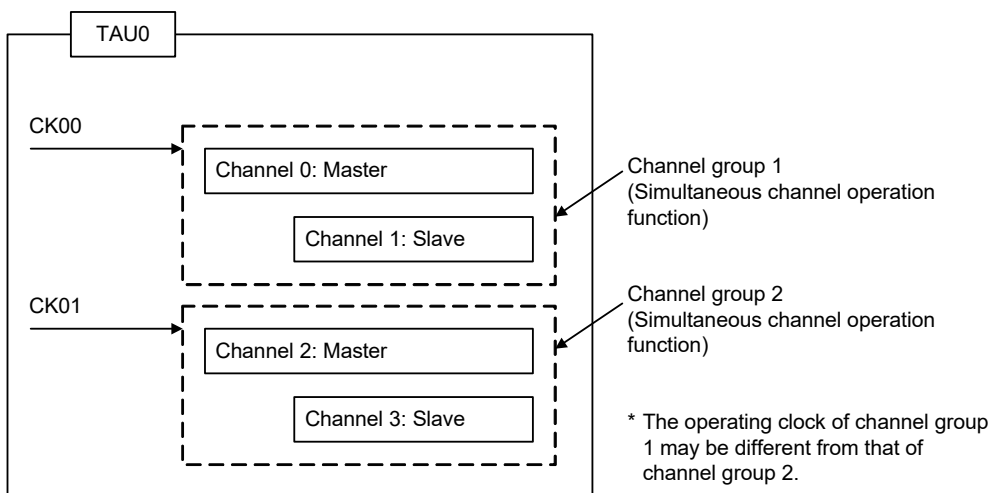 TAU0
CK00
Channel 0: Master
Channel 1: Slave
Channel group 1
(Simultaneous channel operation
function)
CK01
Channel 2: Master
Channel 3: Slave
Channel group 2
(Simultaneous channel operation
function)
* The operating clock of channel group
1 may be different from that of
channel group 2.